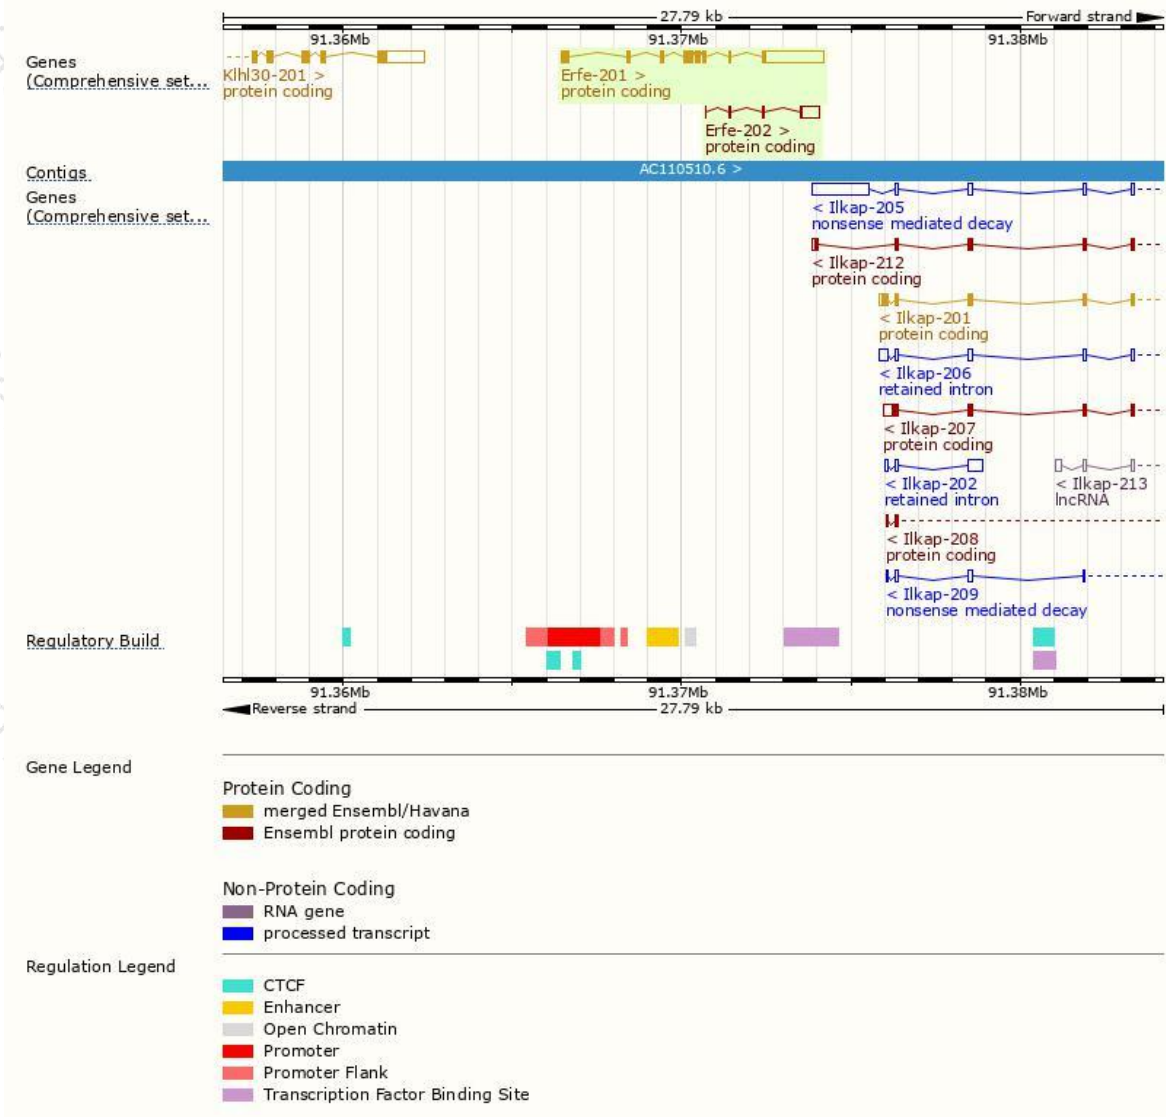 27.79 kb Forward strand
91.36Mb 91.37Mb 91.38Mb
Genes
(Comprehensive set...
Klhl30-201 >
protein coding
Erfe-201 >
protein coding
Erfe-202 >
protein coding
Contigs
AC110510.6 >
Genes
(Comprehensive set...
< Ilkap-205
nonsense mediated decay
< Ilkap-212
protein coding
< Ilkap-201
protein coding
< Ilkap-206
retained intron
< Ilkap-207
protein coding
< Ilkap-202
retained intron
< Ilkap-213
lncRNA
< Ilkap-208
protein coding
< Ilkap-209
nonsense mediated decay
Regulatory Build
91.36Mb 91.37Mb 91.38Mb
Reverse strand 27.79 kb
Gene Legend
Protein Coding
merged Ensembl/Havana
Ensembl protein coding
Non-Protein Coding
RNA gene
processed transcript
Regulation Legend
CTCF
Enhancer
Open Chromatin
Promoter
Promoter Flank
Transcription Factor Binding Site